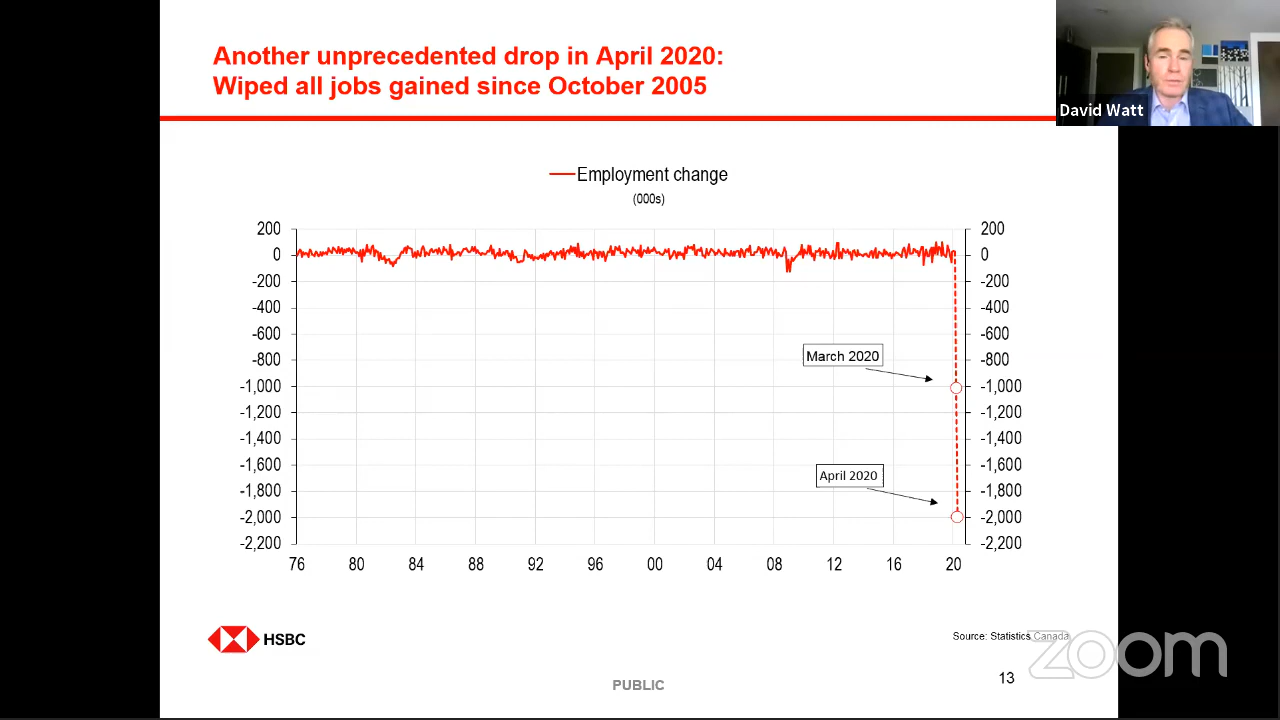 Another unprecedented drop in April 2020:
Wiped all jobs gained since October 2005
David Watt
Employment change
(000s)
200
0
-200
-400
-600
-800
-1,000
-1,200
-1,400
-1,600
-1,800
-2,000
-2,200
200
0
-200
-400
-600
-800
-1,000
-1,200
-1,400
-1,600
-1,800
-2,000
-2,200
March 2020
April 2020
76 80 84 88 92 96 00 04 08 12 16 20
HSBC
Source: Statistics Canada
zoom
13
PUBLIC